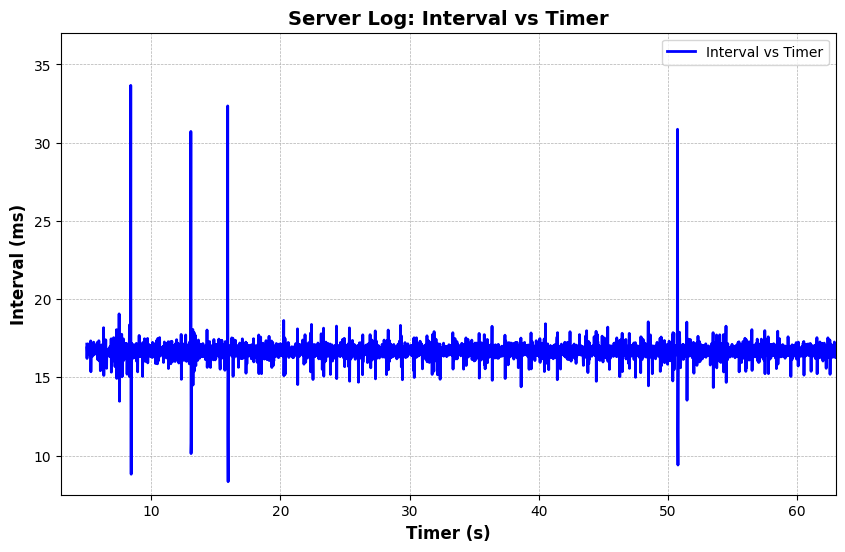 Server Log: Interval vs Timer
Interval vs Timer
35
30
25
20
15
10
Interval (ms)
10 20 30 40 50 60
Timer (s)